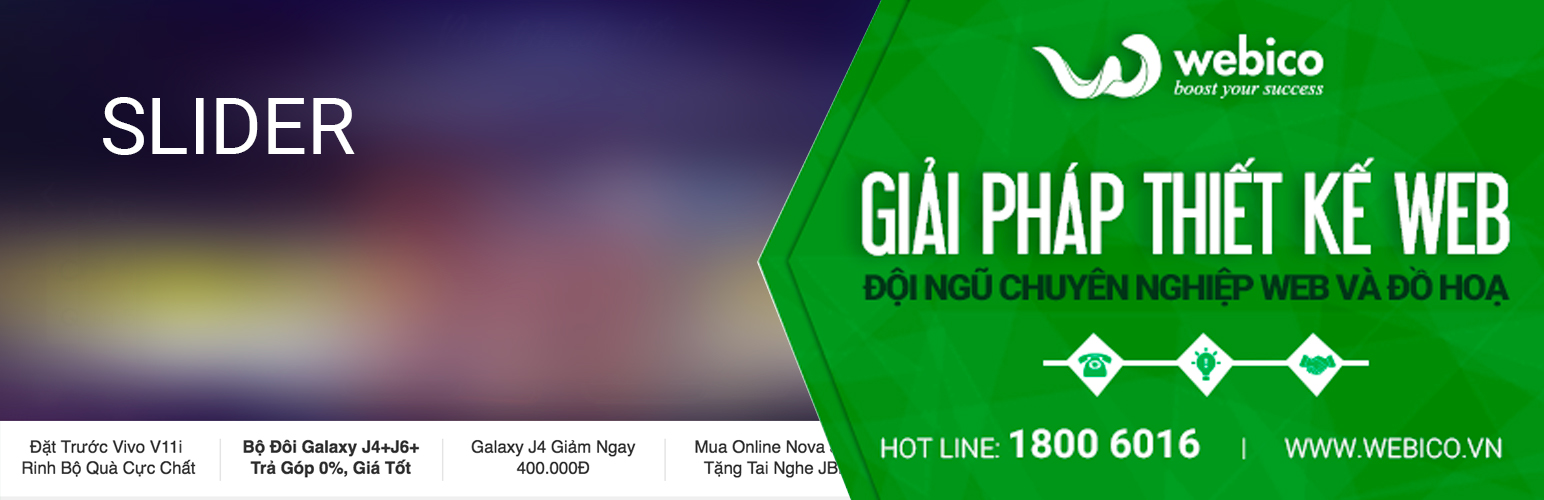 SLIDER
Đặt Trước Vivo V11i
Rinh Bộ Quà Cực Chất
Bộ Đôi Galaxy J4+J6+
Trả Góp 0%, Giá Tốt
Galaxy J4 Giảm Ngay
400.000Đ
Mua Online Nova
Tặng Tai Nghe JB
webico
boost your success
GIẢI PHÁP THIẾT KẾ WEB
ĐỘI NGŨ CHUYÊN NGHIỆP WEB VÀ ĐỒ HOẠ
HOT LINE: 1800 6016 | WWW.WEBICO.VN